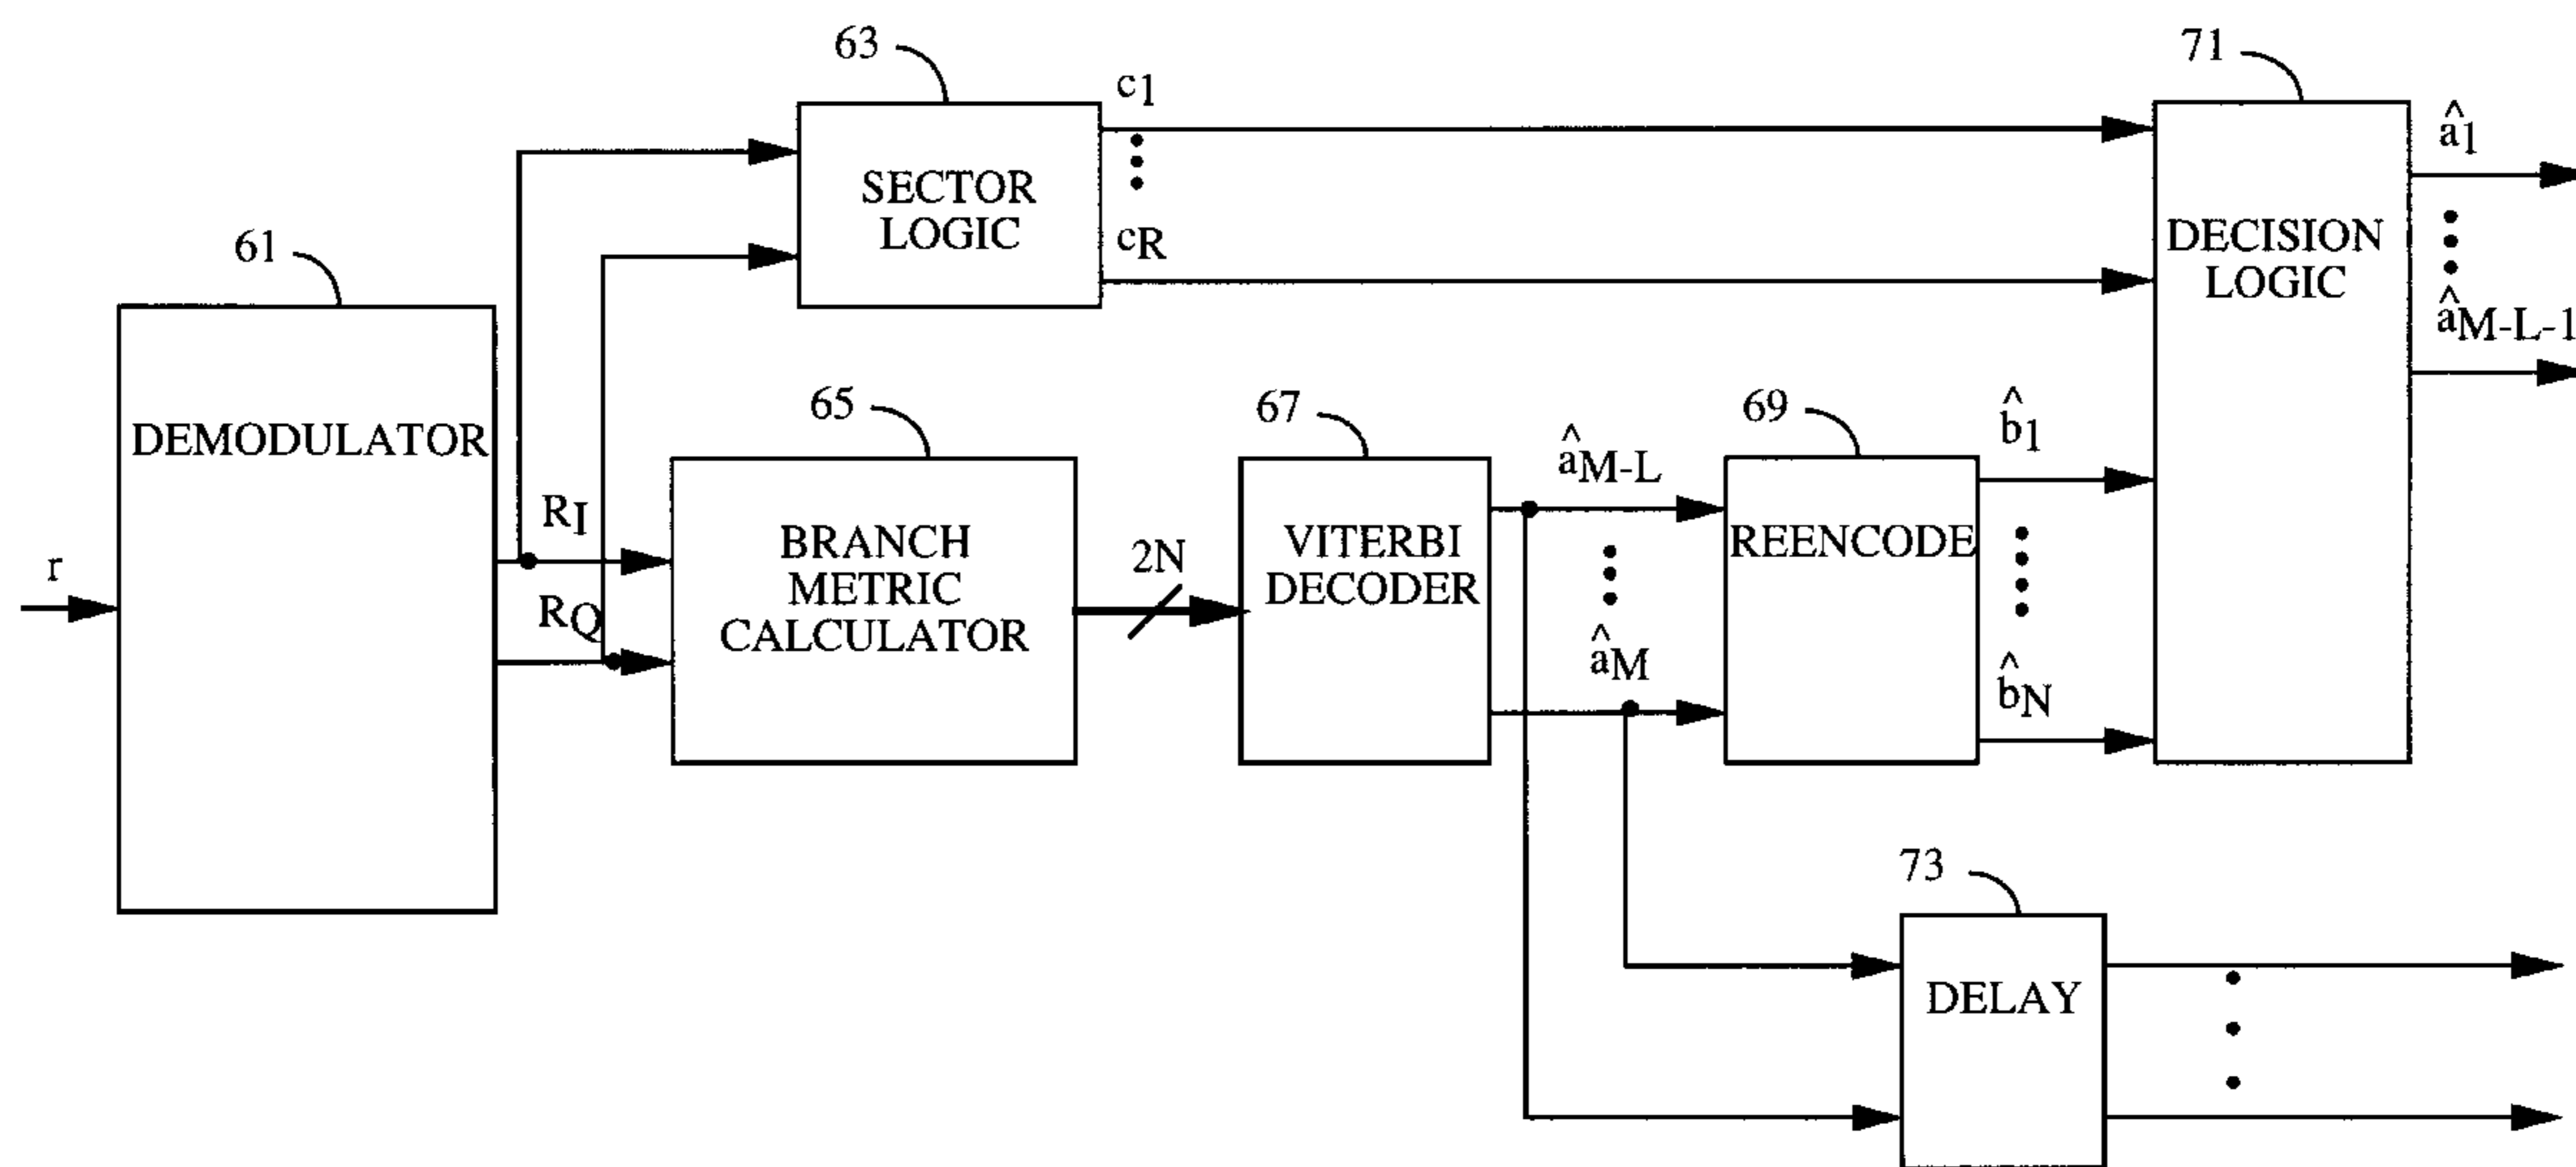 63
71
c1
cR
SECTOR
LOGIC
â1
DECISION
LOGIC
âM-L-1
61
DEMODULATOR
r
RI
RQ
65
BRANCH
METRIC
CALCULATOR
2N
67
VITERBI
DECODER
âM-L
âM
69
REENCODE
b̂1
b̂N
73
DELAY